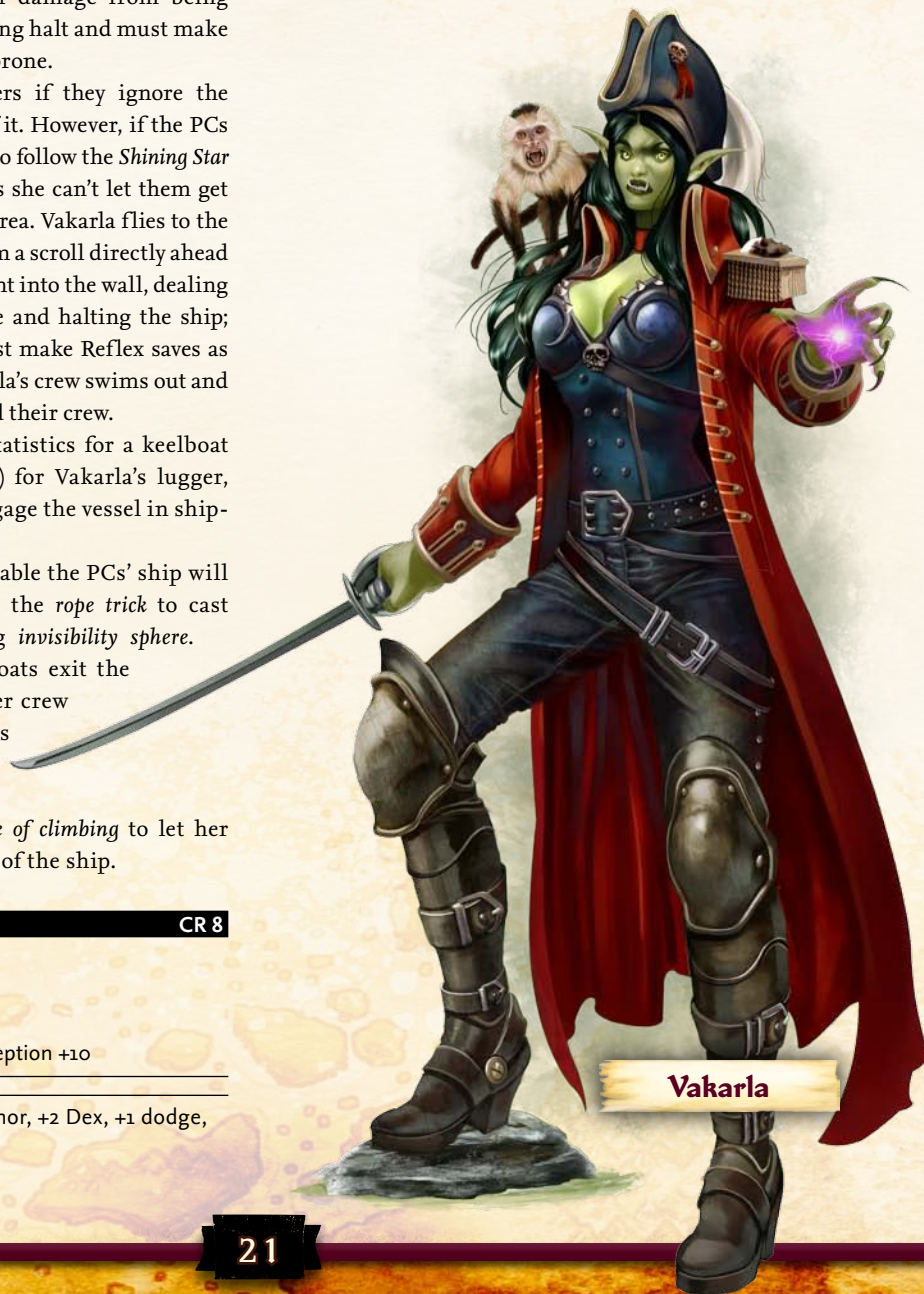 damage from being
ng halt and must make
prone.
ers if they ignore the
it. However, if the PCs
o follow the Shining Star
s she can't let them get
rea. Vakarla flies to the
m a scroll directly ahead
nt into the wall, dealing
e and halting the ship;
st make Reflex saves as
la's crew swims out and
d their crew.
tatistics for a keelboat
) for Vakarla's lugger,
gage the vessel in ship-
able the PCs' ship will
the rope trick to cast
g invisibility sphere.
oats exit the
er crew
s
e of climbing to let her
of the ship.
CR 8
eption +10
nor, +2 Dex, +1 dodge,
Vakarla
21